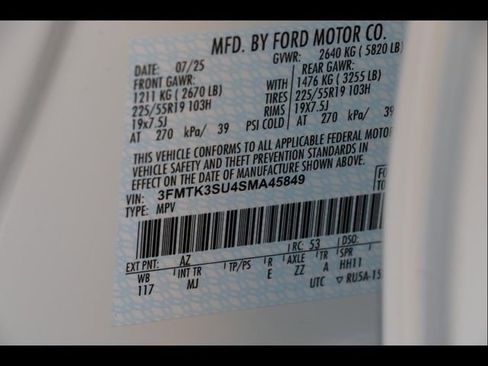 MFD. BY FORD MOTOR CO.
DATE: 07/25 GVWR: 2640 KG ( 5820 LB)
FRONT GAWR: REAR GAWR:
1211 KG ( 2670 LB) WITH 1476 KG ( 3255 LB)
225/55R19 103H TIRES 225/55R19 103H
19x7.5J RIMS 19x7.5J
AT 270 kPa/ 39 PSI COLD AT 270 kPa/ 39
THIS VEHICLE CONFORMS TO ALL APPLICABLE FEDERAL MOTOR
VEHICLE SAFETY AND THEFT PREVENTION STANDARDS IN
EFFECT ON THE DATE OF MANUFACTURE SHOWN ABOVE.
VIN: 3FMTK3SU4SMA45849
TYPE: MPV
EXT PNT: AZ RC: 53 DSO:
WB INT TR TP/PS R AXLE TR SPR
117 MJ E ZZ A HH11
UTC ▽ RU5A-15